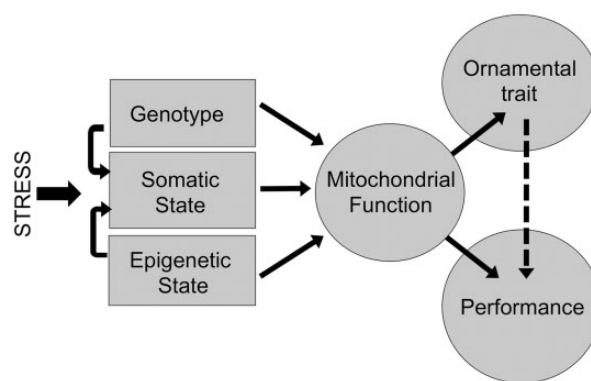 STRESS
Genotype
Somatic
State
Epigenetic
State
Mitochondrial
Function
Ornamental
trait
Performance